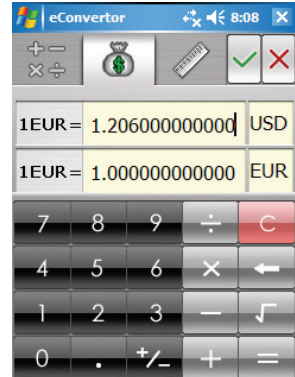 eConvertor 8:08
+ − × ÷ $
1EUR= 1.206000000000 USD
1EUR= 1.000000000000 EUR
7 8 9 ÷ C
4 5 6 × ←
1 2 3 − √
0 . +/− + =